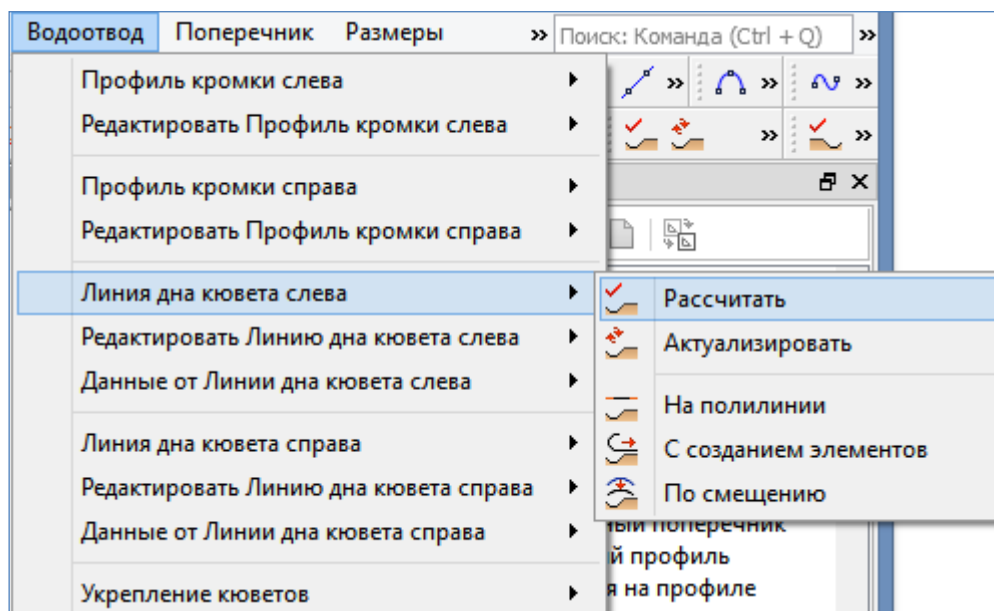 Водоотвод Поперечник Размеры » Поиск: Команда (Ctrl + Q) »
Профиль кромки слева
Редактировать Профиль кромки слева
Профиль кромки справа
Редактировать Профиль кромки справа
Линия дна кювета слева
Рассчитать
Редактировать Линию дна кювета слева
Актуализировать
Данные от Линии дна кювета слева
На полилинии
Линия дна кювета справа
С созданием элементов
Редактировать Линию дна кювета справа
По смещению
Данные от Линии дна кювета справа
поперечник
й профиль
Укрепление кюветов
я на профиле